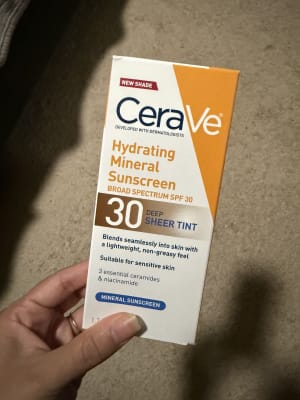 NEW SHADE
CeraVe
DEVELOPED WITH DERMATOLOGISTS
Hydrating
Mineral
Sunscreen
BROAD SPECTRUM SPF 30
30 DEEP
SHEER TINT
Blends seamlessly into skin with
a lightweight, non-greasy feel
Suitable for sensitive skin
3 essential ceramides
& niacinamide
MINERAL SUNSCREEN